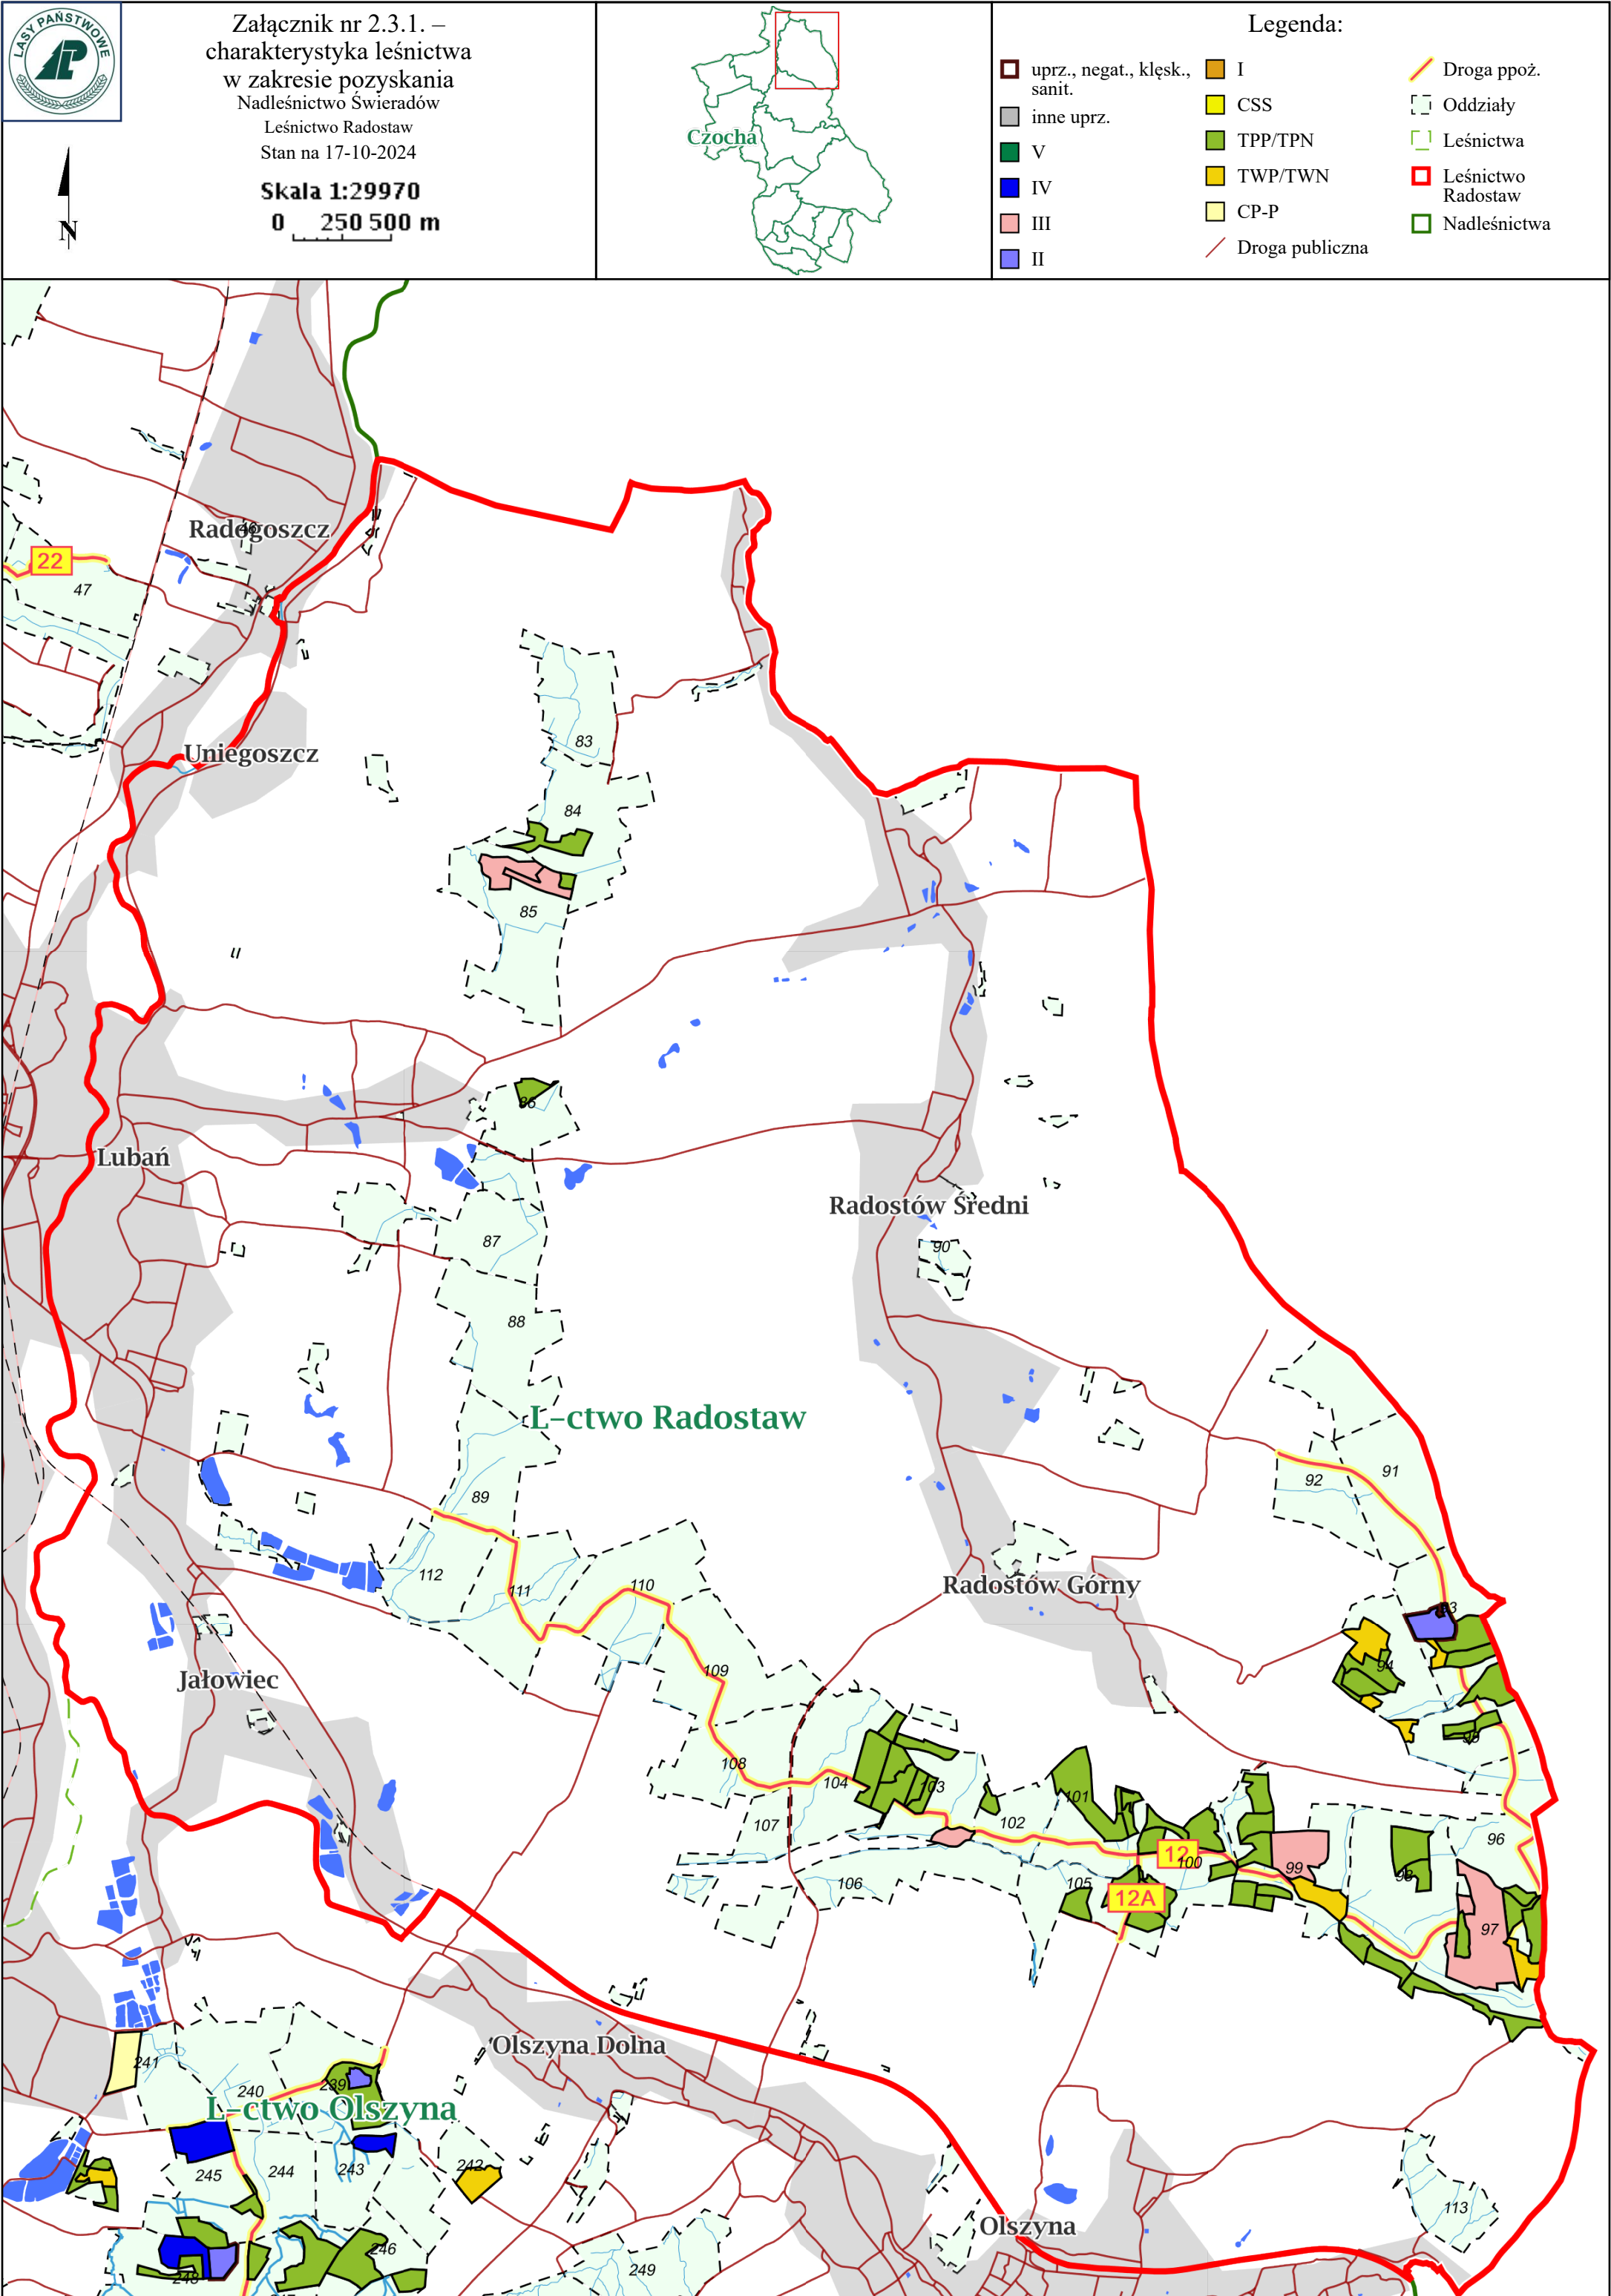 LASY PAŃSTWOWE
Załącznik nr 2.3.1. –
charakterystyka leśnictwa
w zakresie pozyskania
Nadleśnictwo Świeradów
Leśnictwo Radostaw
Stan na 17-10-2024
Skala 1:29970
0 250 500 m
N
Czocha
Legenda:
uprz., negat., klęsk.,
sanit.
inne uprz.
V
IV
III
II
I
CSS
TPP/TPN
TWP/TWN
CP-P
Droga publiczna
Droga ppoż.
Oddziały
Leśnictwa
Leśnictwo
Radostaw
Nadleśnictwa
Radogoszcz
22
47
83
Uniegoszcz
84
85
86
Lubań
Radostów Średni
87
90
88
L-ctwo Radostaw
91
92
89
112
111
110
Radostów Górny
93
94
109
Jałowiec
95
108
104
103
101
102
107
96
12
100
99
98
106
105
12A
97
Olszyna Dolna
241
239
240
L-ctwo Olszyna
242
243
244
245
113
Olszyna
246
249
248